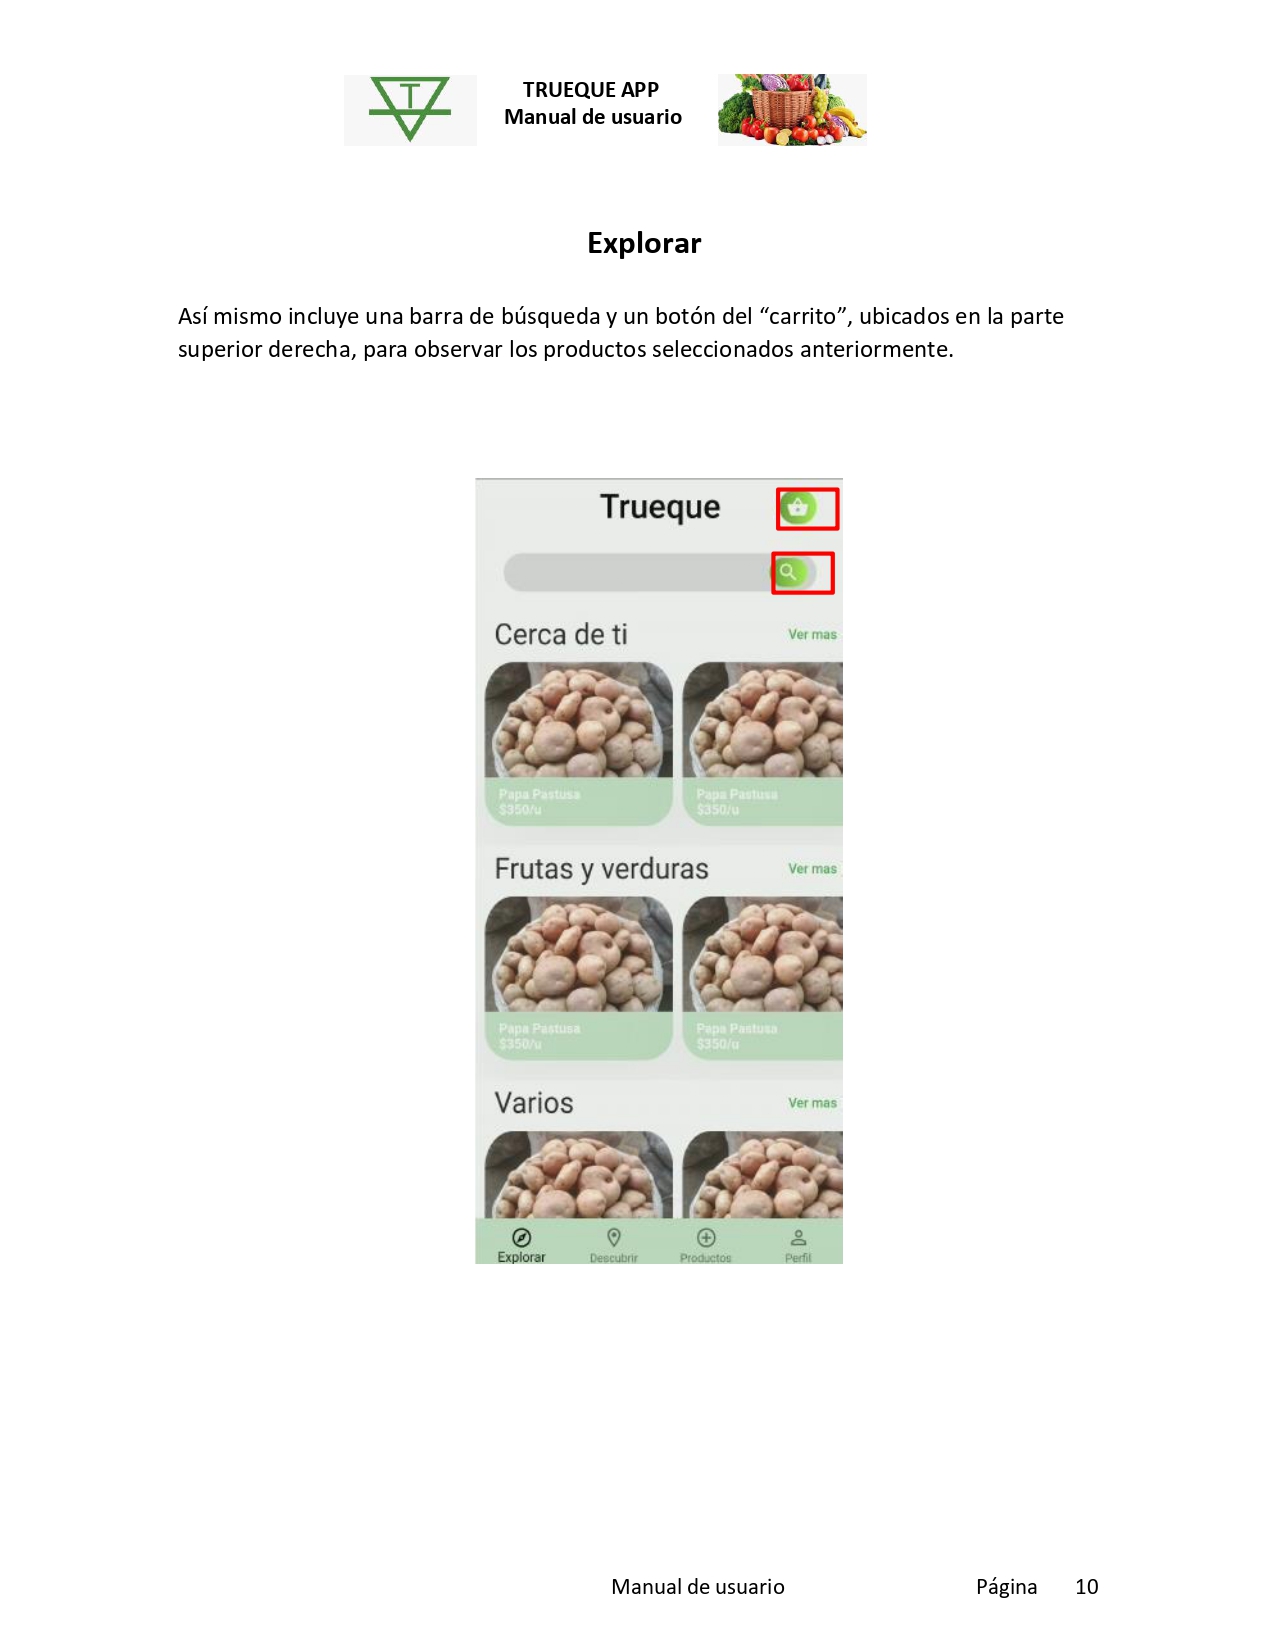 T
TRUEQUE APP
Manual de usuario
Explorar
Así mismo incluye una barra de búsqueda y un botón del “carrito”, ubicados en la parte
superior derecha, para observar los productos seleccionados anteriormente.
Trueque
Cerca de ti Ver mas
Papa Pastusa Papa Pastusa
$350/u $350/u
Frutas y verduras Ver mas
Papa Pastusa Papa Pastusa
$350/u $350/u
Varios Ver mas
Explorar Descubrir Productos Perfil
Manual de usuario Página 10